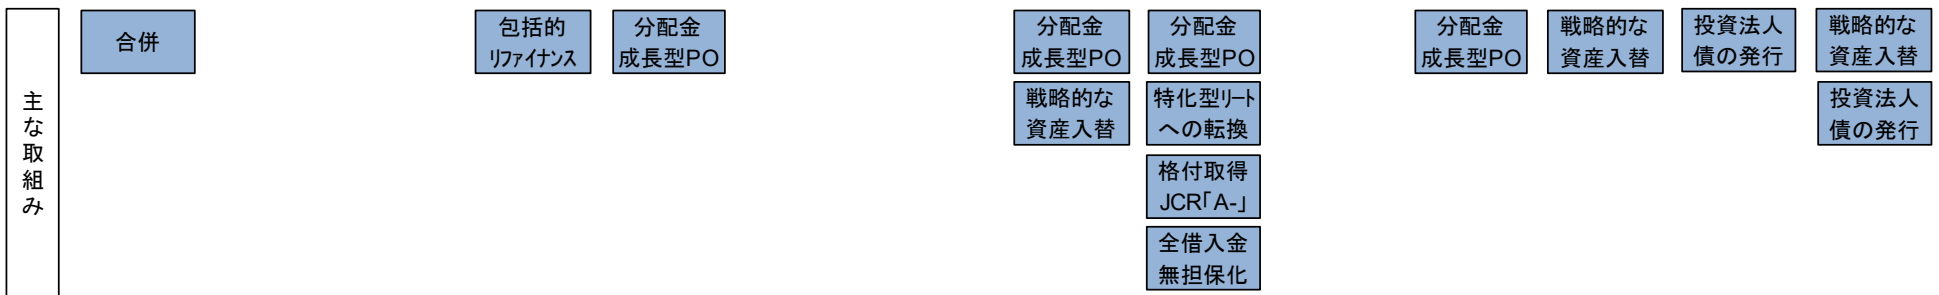 主な取組み
合併
包括的
リファイナンス
分配金
成長型PO
分配金
成長型PO
戦略的な
資産入替
分配金
成長型PO
特化型リート
への転換
格付取得
JCR「A-」
全借入金
無担保化
分配金
成長型PO
戦略的な
資産入替
投資法人
債の発行
戦略的な
資産入替
投資法人
債の発行